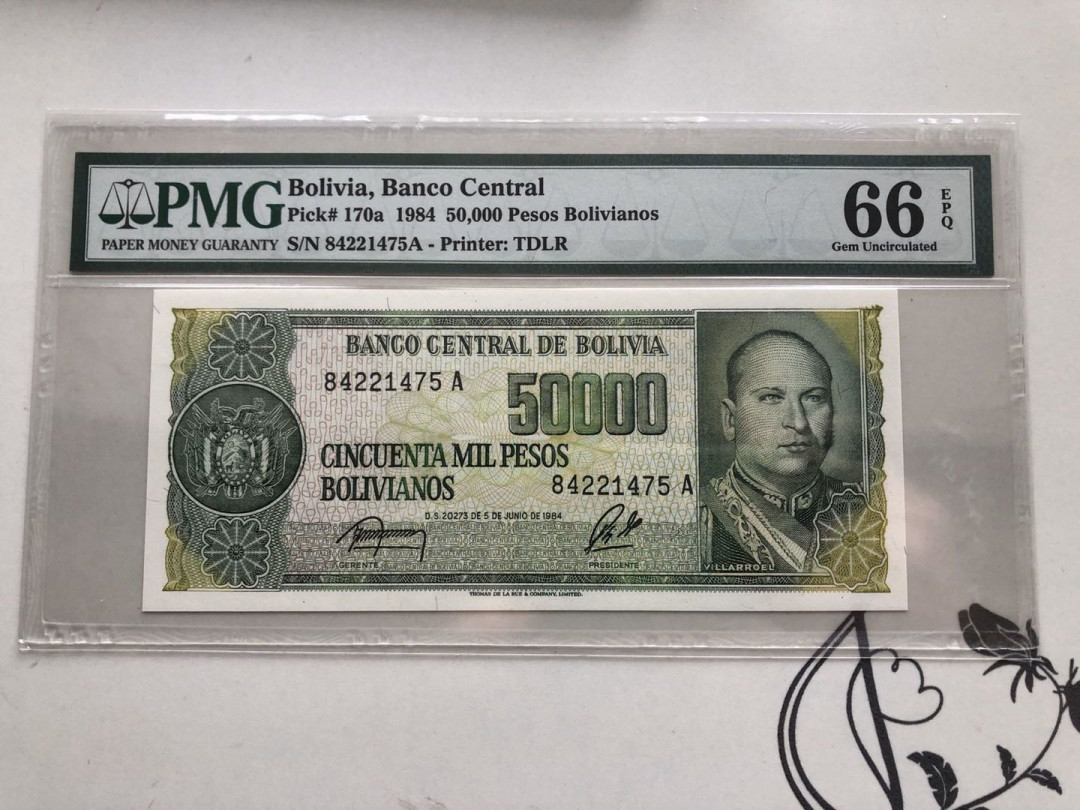 PMG
PAPER MONEY GUARANTY
Bolivia, Banco Central
Pick# 170a 1984 50,000 Pesos Bolivianos
S/N 84221475A - Printer: TDLR
66
EPQ
Gem Uncirculated
BANCO CENTRAL DE BOLIVIA
84221475 A
50000
CINCUENTA MIL PESOS
BOLIVIANOS
84221475 A
D.S. 20273 DE 5 DE JUNIO DE 1984
GERENTE
PRESIDENTE
VILLARROEL
THOMAS DE LA RUE & COMPANY, LIMITED.